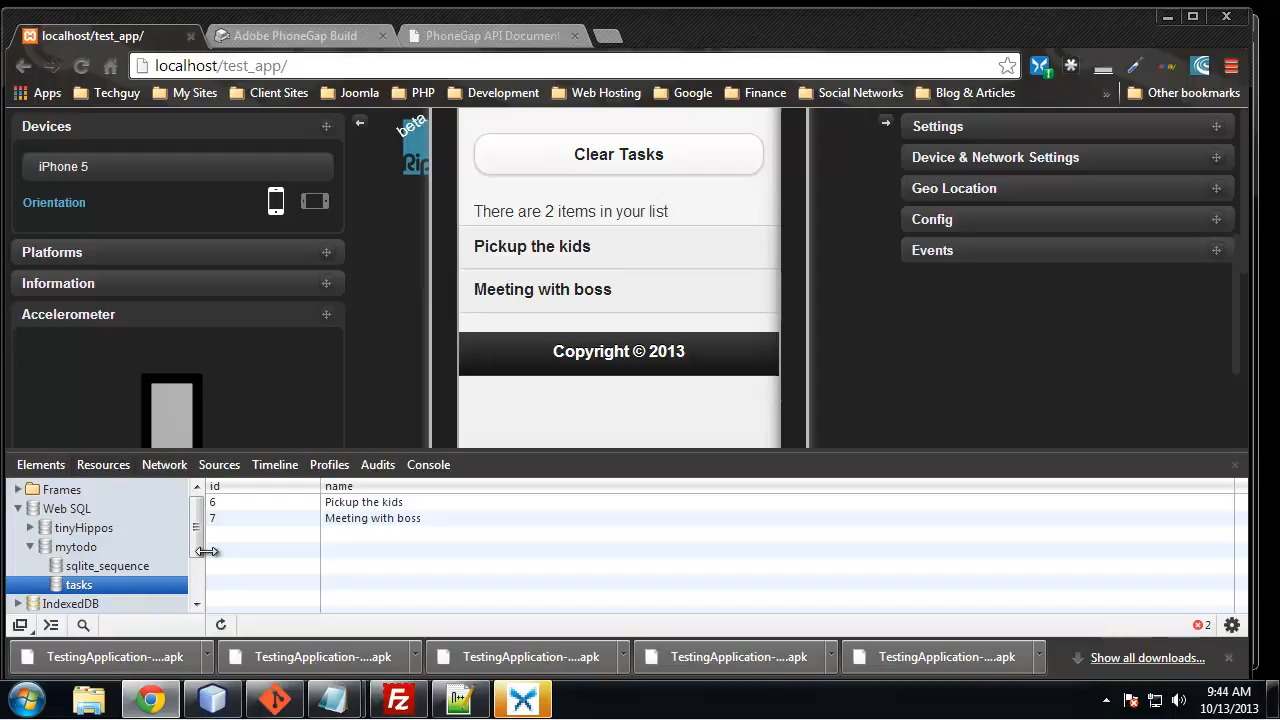 localhost/test_app/
Adobe PhoneGap Build
PhoneGap API Document
localhost/test_app/
Apps Techguy My Sites Client Sites Joomla PHP Development Web Hosting Google Finance Social Networks Blog & Articles » Other bookmarks
Devices
iPhone 5
Orientation
Platforms
Information
Accelerometer
beta
Rip
Clear Tasks
There are 2 items in your list
Pickup the kids
Meeting with boss
Copyright © 2013
Settings
Device & Network Settings
Geo Location
Config
Events
Elements Resources Network Sources Timeline Profiles Audits Console
Frames
Web SQL
tinyHippos
mytodo
sqlite_sequence
tasks
IndexedDB
id name
6 Pickup the kids
7 Meeting with boss
2
TestingApplication-....apk TestingApplication-....apk TestingApplication-....apk TestingApplication-....apk TestingApplication-....apk Show all downloads...
9:44 AM
10/13/2013